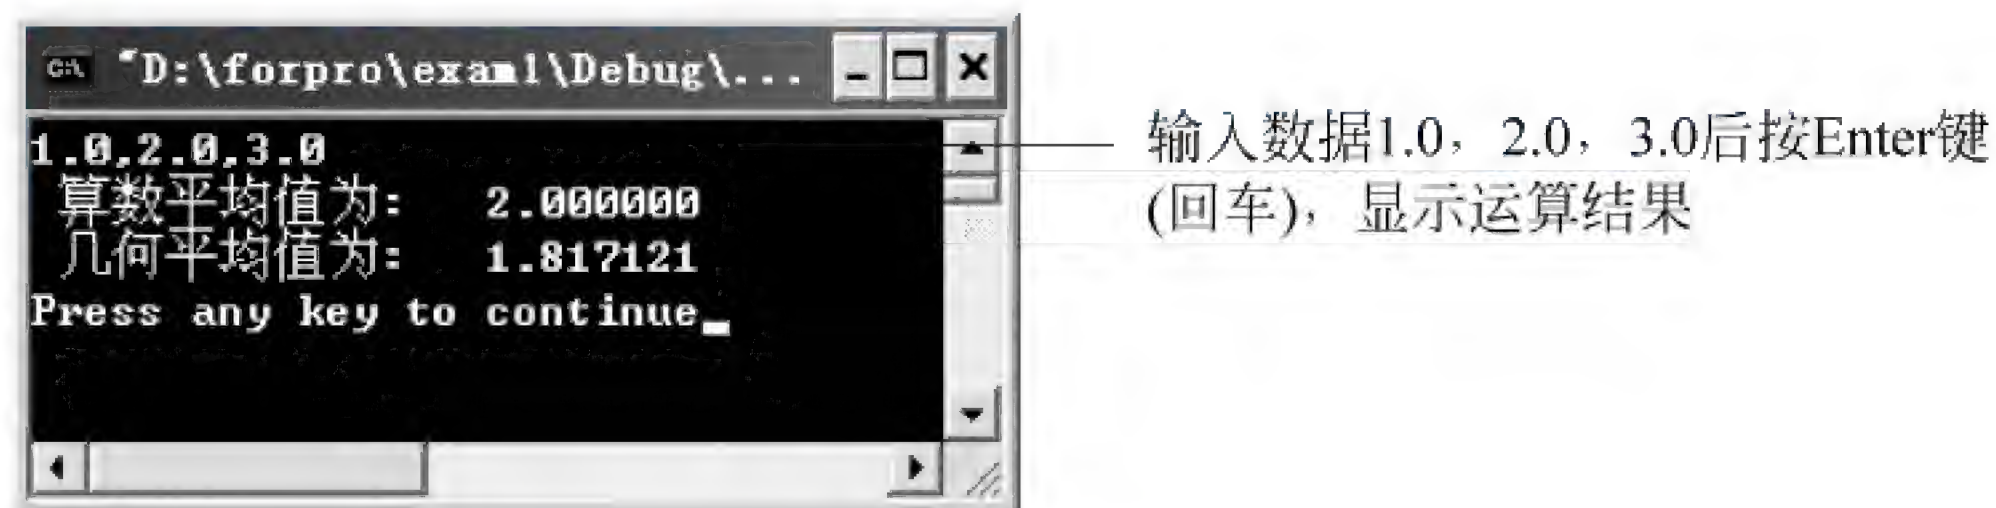 "D:\forpro\exam1\Debug\...
1.0,2.0,3.0
算数平均值为: 2.000000
几何平均值为: 1.817121
Press any key to continue
输入数据1.0，2.0，3.0后按Enter键
(回车)，显示运算结果